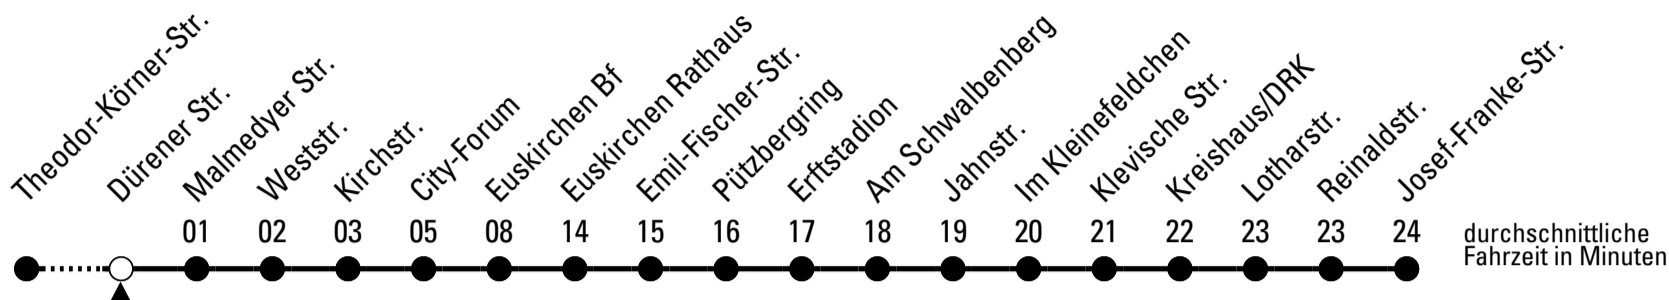 Theodor-Körner-Str.
Dürener Str.
Malmedyer Str.
Weststr.
Kirchstr.
City-Forum
Euskirchen Bf
Euskirchen Rathaus
Emil-Fischer-Str.
Pützbergring
Erftstadion
Am Schwalbenberg
Jahnstr.
Im Kleinefeldchen
Klevische Str.
Kreishaus/DRK
Lotharstr.
Reinaldstr.
Josef-Franke-Str.
01 02 03 05 08 14 15 16 17 18 19 20 21 22 23 23 24
durchschnittliche
Fahrzeit in Minuten